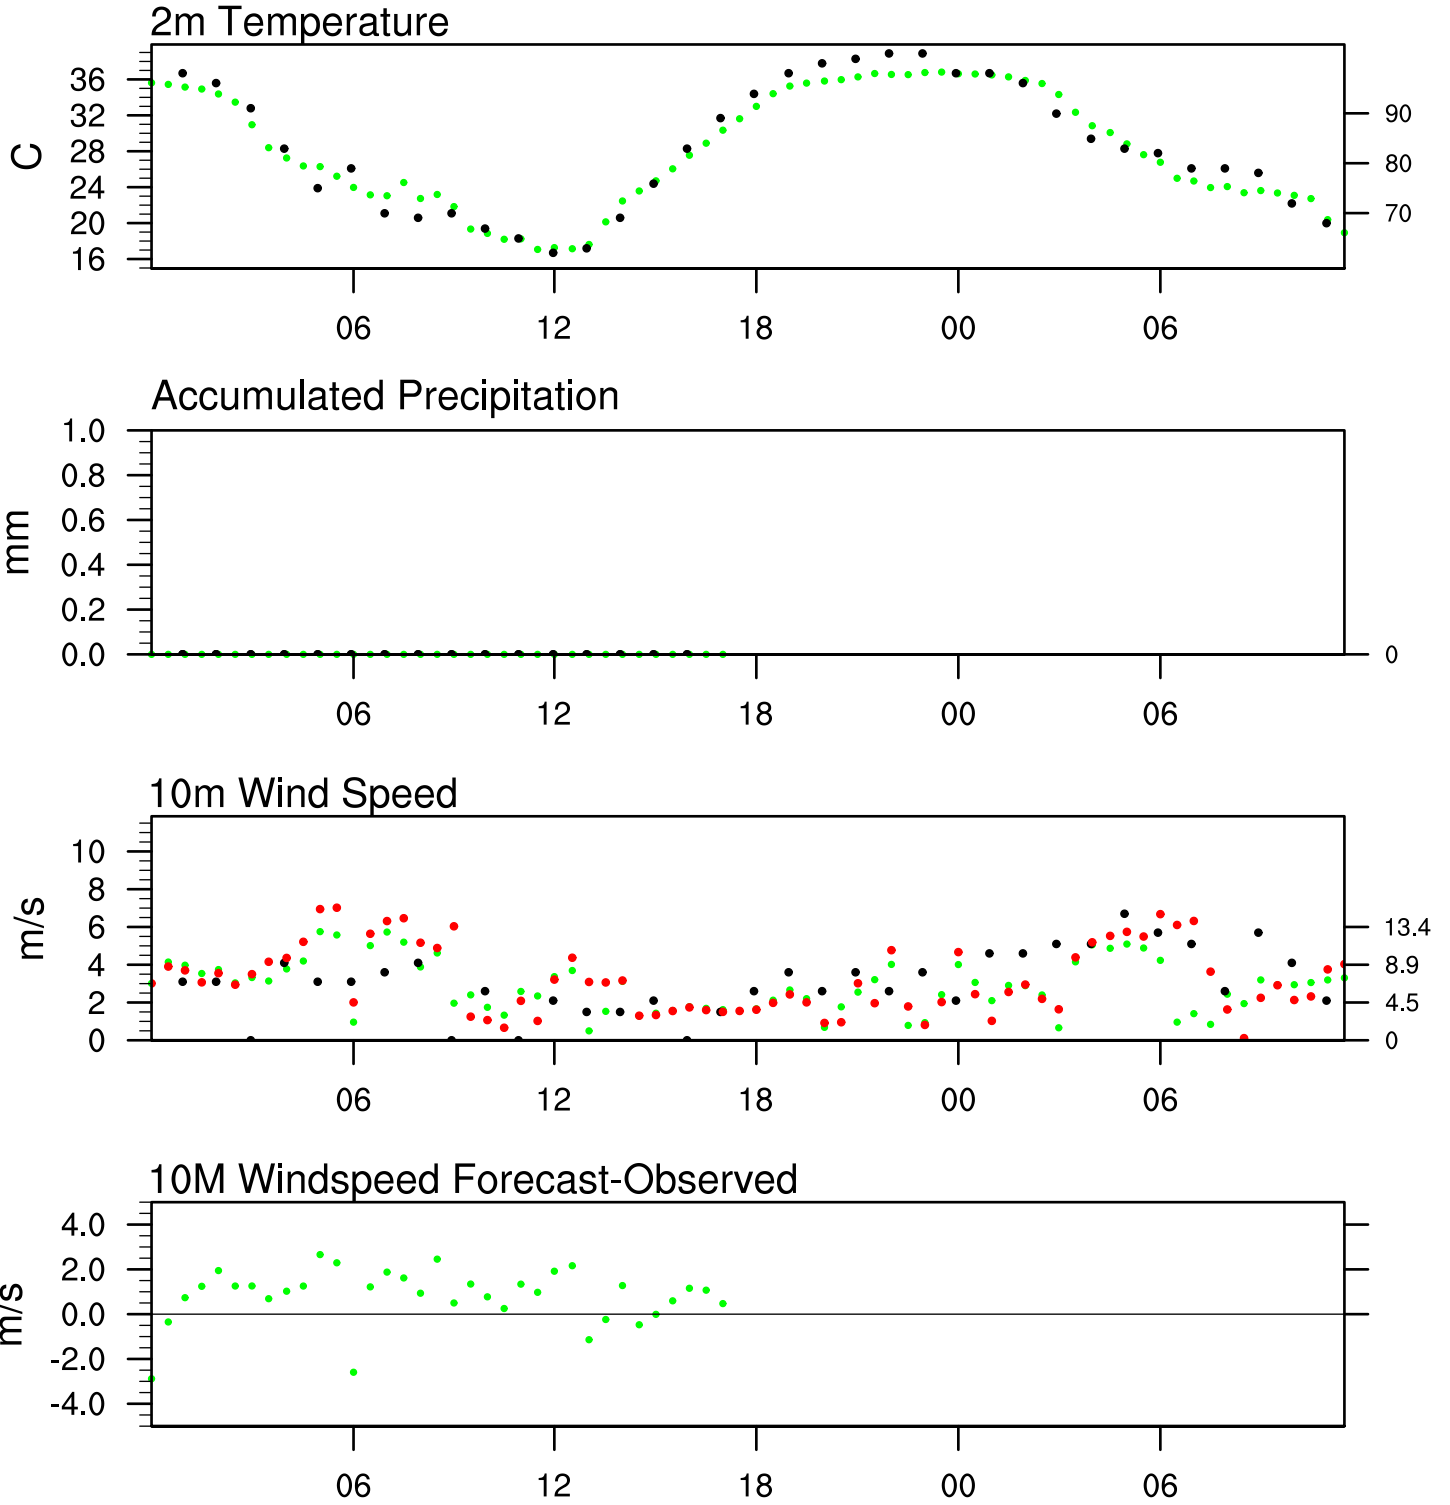 2m Temperature
C
36
32
28
24
20
16
90
80
70
06 12 18 00 06
Accumulated Precipitation
mm
1.0
0.8
0.6
0.4
0.2
0.0
0
06 12 18 00 06
10m Wind Speed
m/s
10
8
6
4
2
0
13.4
8.9
4.5
0
06 12 18 00 06
10M Windspeed Forecast-Observed
m/s
4.0
2.0
0.0
-2.0
-4.0
06 12 18 00 06